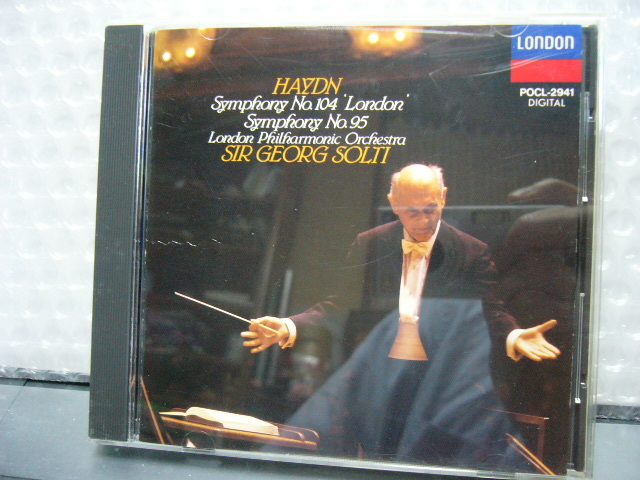 HAYDN
Symphony No. 104 'London'
Symphony No. 95
London Philharmonic Orchestra
SIR GEORG SOLTI
LONDON
POCL-2941
DIGITAL